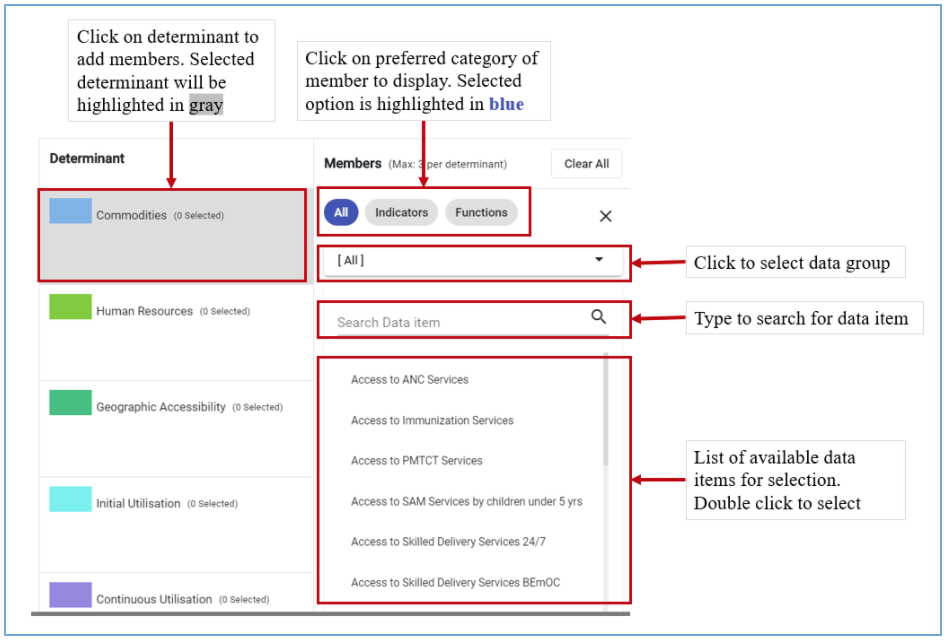 Click on determinant to
add members. Selected
determinant will be
highlighted in gray
Click on preferred category of
member to display. Selected
option is highlighted in blue
Determinant
Commodities (0 Selected)
Human Resources (0 Selected)
Geographic Accessibility (0 Selected)
Initial Utilisation (0 Selected)
Continuous Utilisation (0 Selected)
Members (Max: 3 per determinant)
Clear All
All
Indicators
Functions
[ All ]
Search Data item
Access to ANC Services
Access to Immunization Services
Access to PMTCT Services
Access to SAM Services by children under 5 yrs
Access to Skilled Delivery Services 24/7
Access to Skilled Delivery Services BEmOC
Click to select data group
Type to search for data item
List of available data
items for selection.
Double click to select